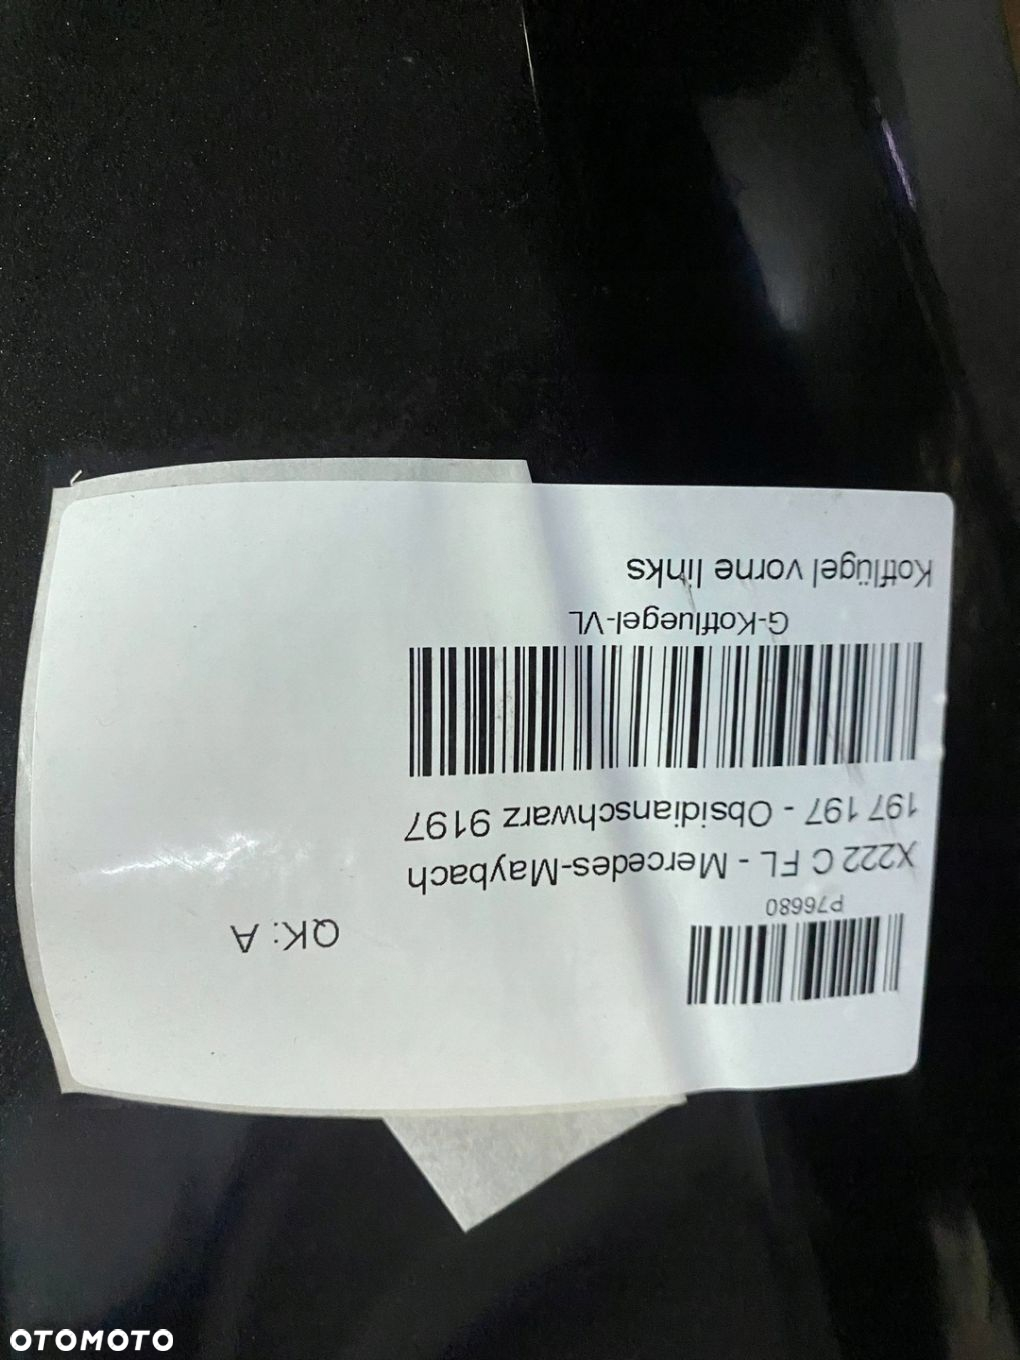 P76680
X222 C FL - Mercedes-Maybach
197 197 - Obsidianschwarz 9197
G-Kotfluegel-VL
Kotflügel vorne links
QK: A
OTOMOTO